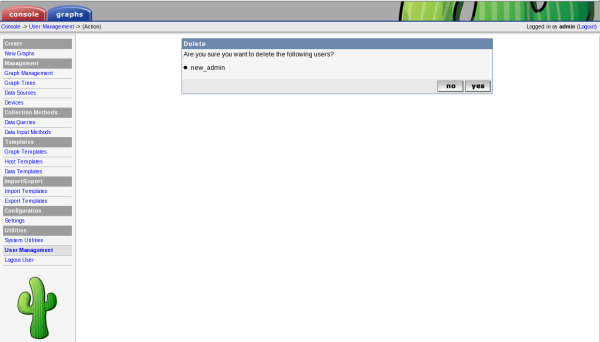 console graphs
Console -> User Management -> (Action) Logged in as admin (Logout)
Create
New Graphs
Management
Graph Management
Graph Trees
Data Sources
Devices
Collection Methods
Data Queries
Data Input Methods
Templates
Graph Templates
Host Templates
Data Templates
Import/Export
Import Templates
Export Templates
Configuration
Settings
Utilities
System Utilities
User Management
Logout User
Delete
Are you sure you want to delete the following users?
new_admin
no yes